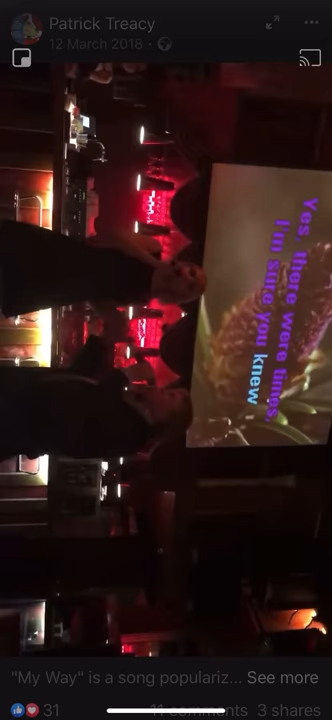 Patrick Treacy
12 March 2018 ·
Yes, there were times,
I'm sure you knew
"My Way" is a song populariz... See more
31
11 comments 3 shares